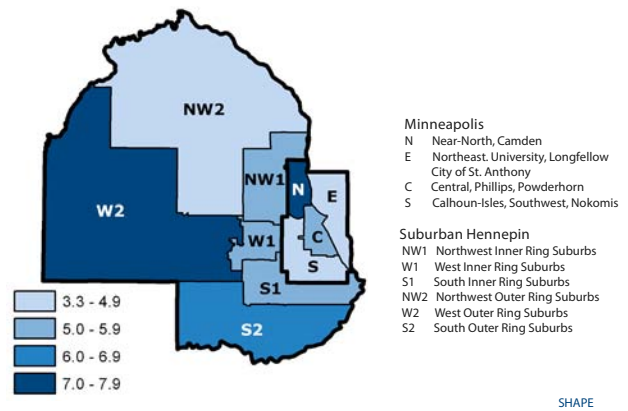 NW2
NW1
N
E
W2
W1
C
S
S1
S2
3.3 - 4.9
5.0 - 5.9
6.0 - 6.9
7.0 - 7.9
Minneapolis
N Near-North, Camden
E Northeast. University, Longfellow
City of St. Anthony
C Central, Phillips, Powderhorn
S Calhoun-Isles, Southwest, Nokomis
Suburban Hennepin
NW1 Northwest Inner Ring Suburbs
W1 West Inner Ring Suburbs
S1 South Inner Ring Suburbs
NW2 Northwest Outer Ring Suburbs
W2 West Outer Ring Suburbs
S2 South Outer Ring Suburbs
SHAPE